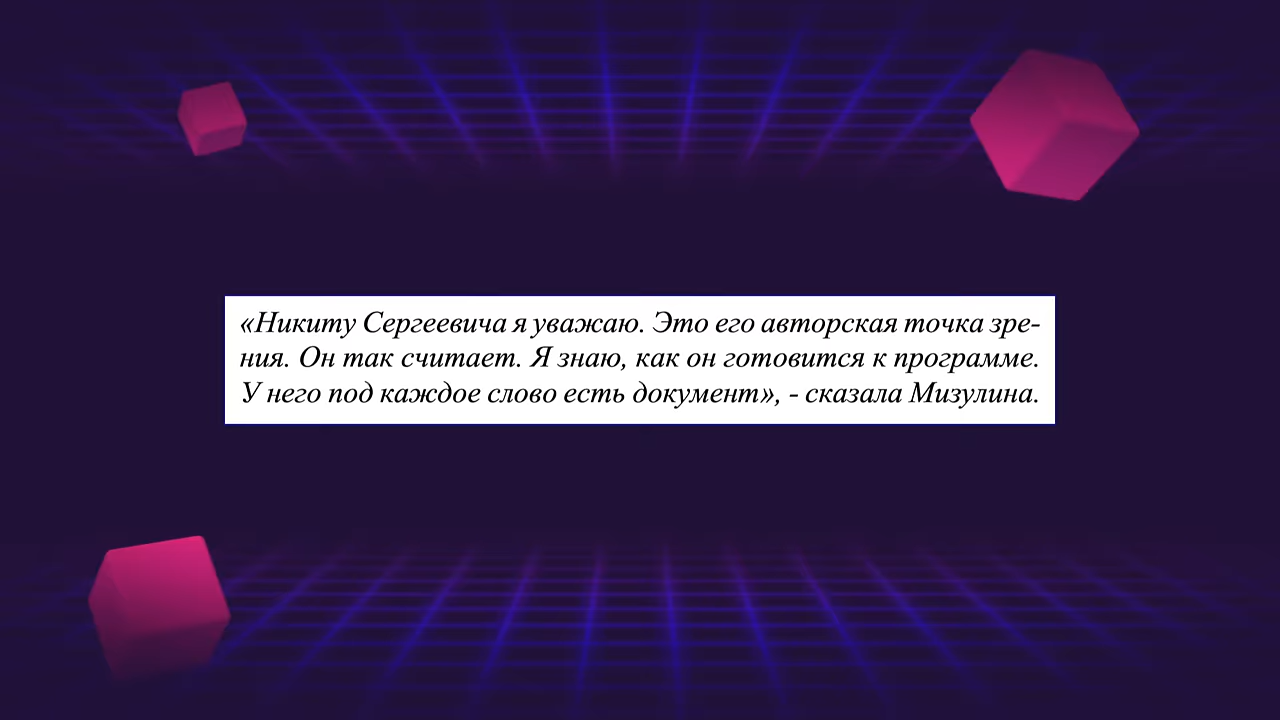 «Никиту Сергеевича я уважаю. Это его авторская точка зре-
ния. Он так считает. Я знаю, как он готовится к программе.
У него под каждое слово есть документ», - сказала Мизулина.